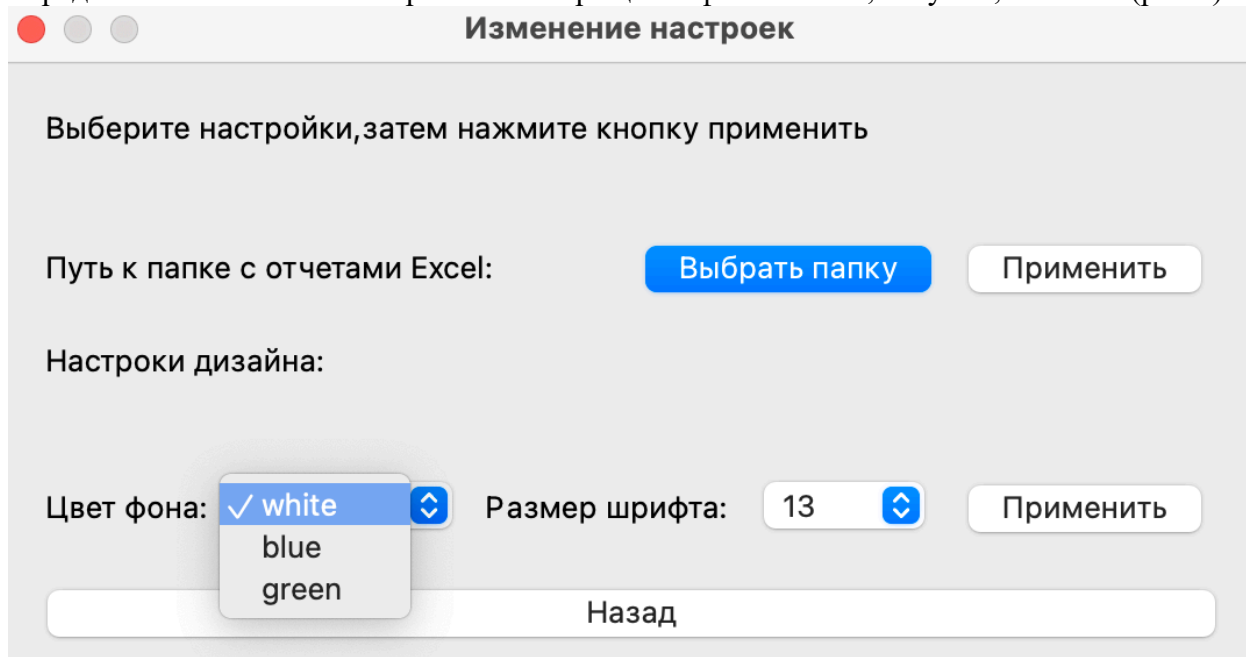 Изменение настроек
Выберите настройки,затем нажмите кнопку применить
Путь к папке с отчетами Excel: Выбрать папку Применить
Настроки дизайна:
Цвет фона: ✓ white Размер шрифта: 13 Применить
blue
green
Назад